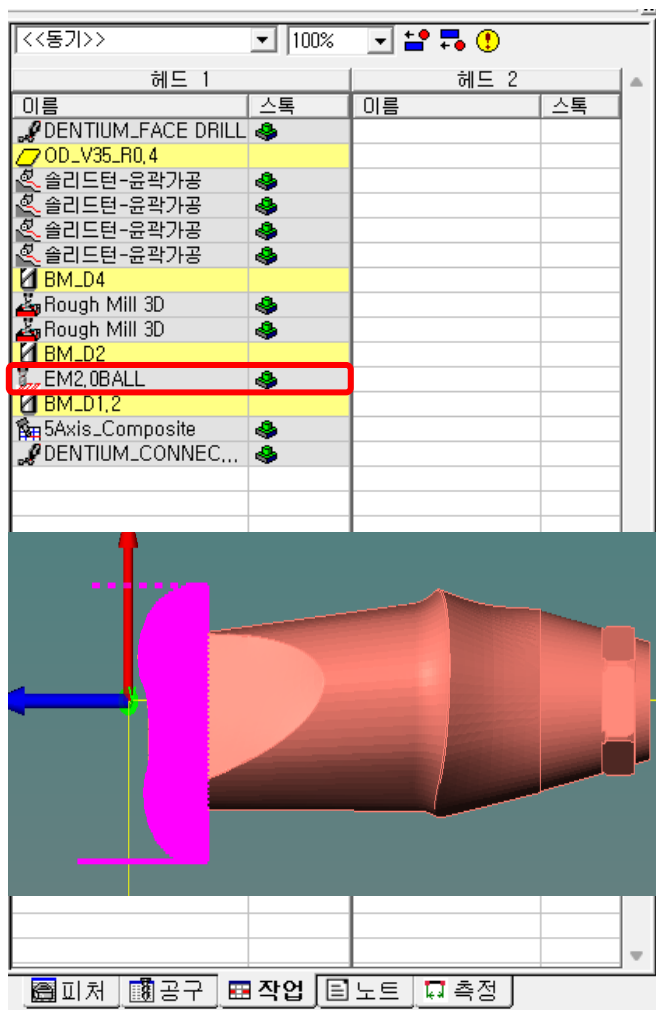 <<동기>> 100%
헤드 1 헤드 2
이름 스톡 이름 스톡
DENTIUM_FACE DRILL
OD_V35_R0,4
솔리드턴-윤곽가공
솔리드턴-윤곽가공
솔리드턴-윤곽가공
솔리드턴-윤곽가공
BM_D4
Rough Mill 3D
Rough Mill 3D
BM_D2
EM2,0BALL
BM_D1,2
5Axis_Composite
DENTIUM_CONNEC,,,
피처 공구 작업 노트 측정